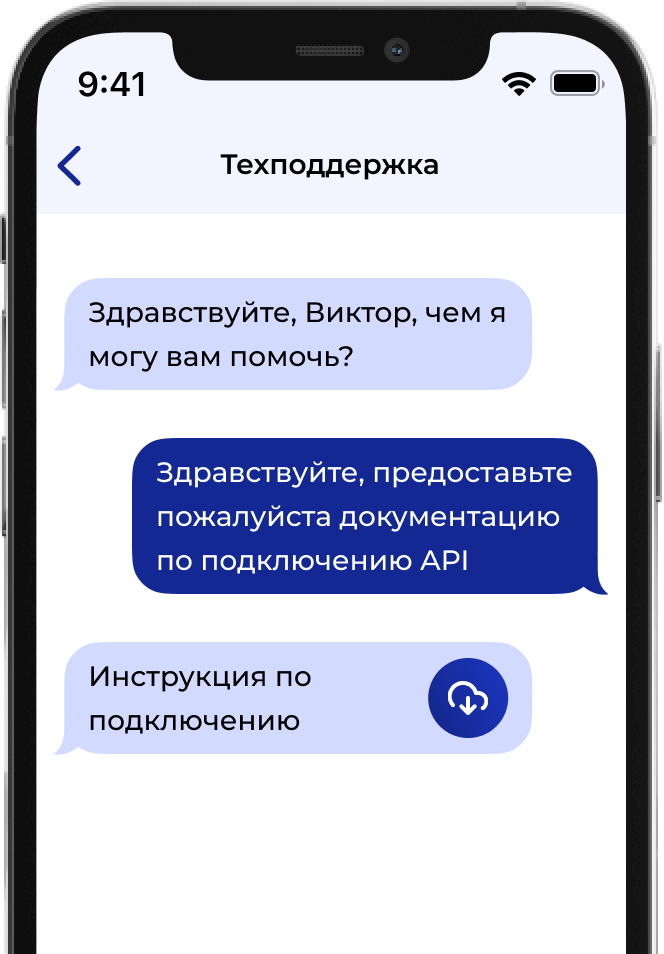 9:41
Техподдержка
Здравствуйте, Виктор, чем я
могу вам помочь?
Здравствуйте, предоставьте
пожалуйста документацию
по подключению API
Инструкция по
подключению